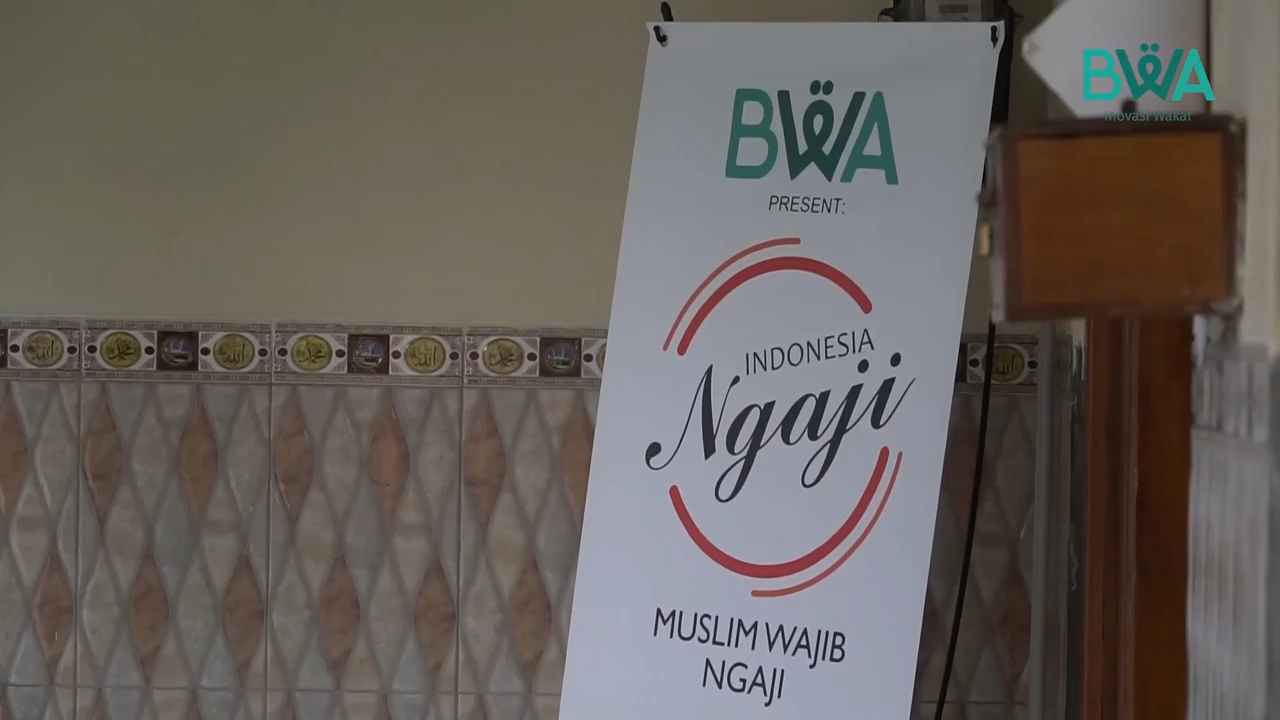 BWA
PRESENT:
INDONESIA
Ngaji
MUSLIM WAJIB
NGAJI
BWA
Inovasi Wakaf